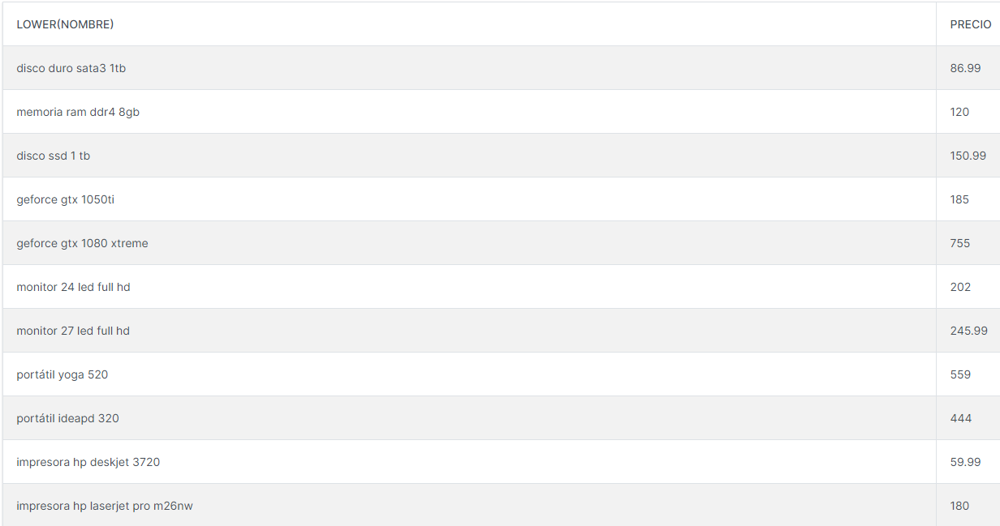 LOWER(NOMBRE) PRECIO
disco duro sata3 1tb 86.99
memoria ram ddr4 8gb 120
disco ssd 1 tb 150.99
geforce gtx 1050ti 185
geforce gtx 1080 xtreme 755
monitor 24 led full hd 202
monitor 27 led full hd 245.99
portátil yoga 520 559
portátil ideapd 320 444
impresora hp deskjet 3720 59.99
impresora hp laserjet pro m26nw 180